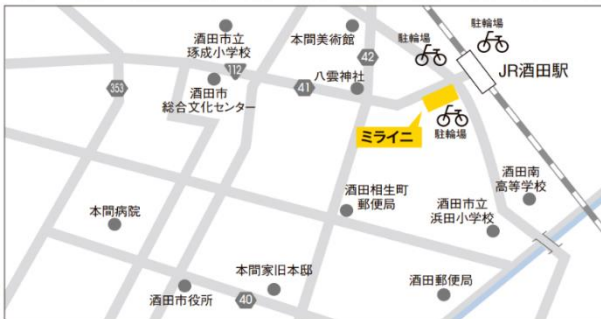 酒田市立
琢成小学校
本間美術館
駐輪場
駐輪場
42
JR酒田駅
112
353
酒田市
総合文化センター
41
八雲神社
ミライニ
駐輪場
酒田南
高等学校
酒田相生町
郵便局
酒田市立
浜田小学校
本間病院
本間家旧本邸
酒田市役所
40
酒田郵便局